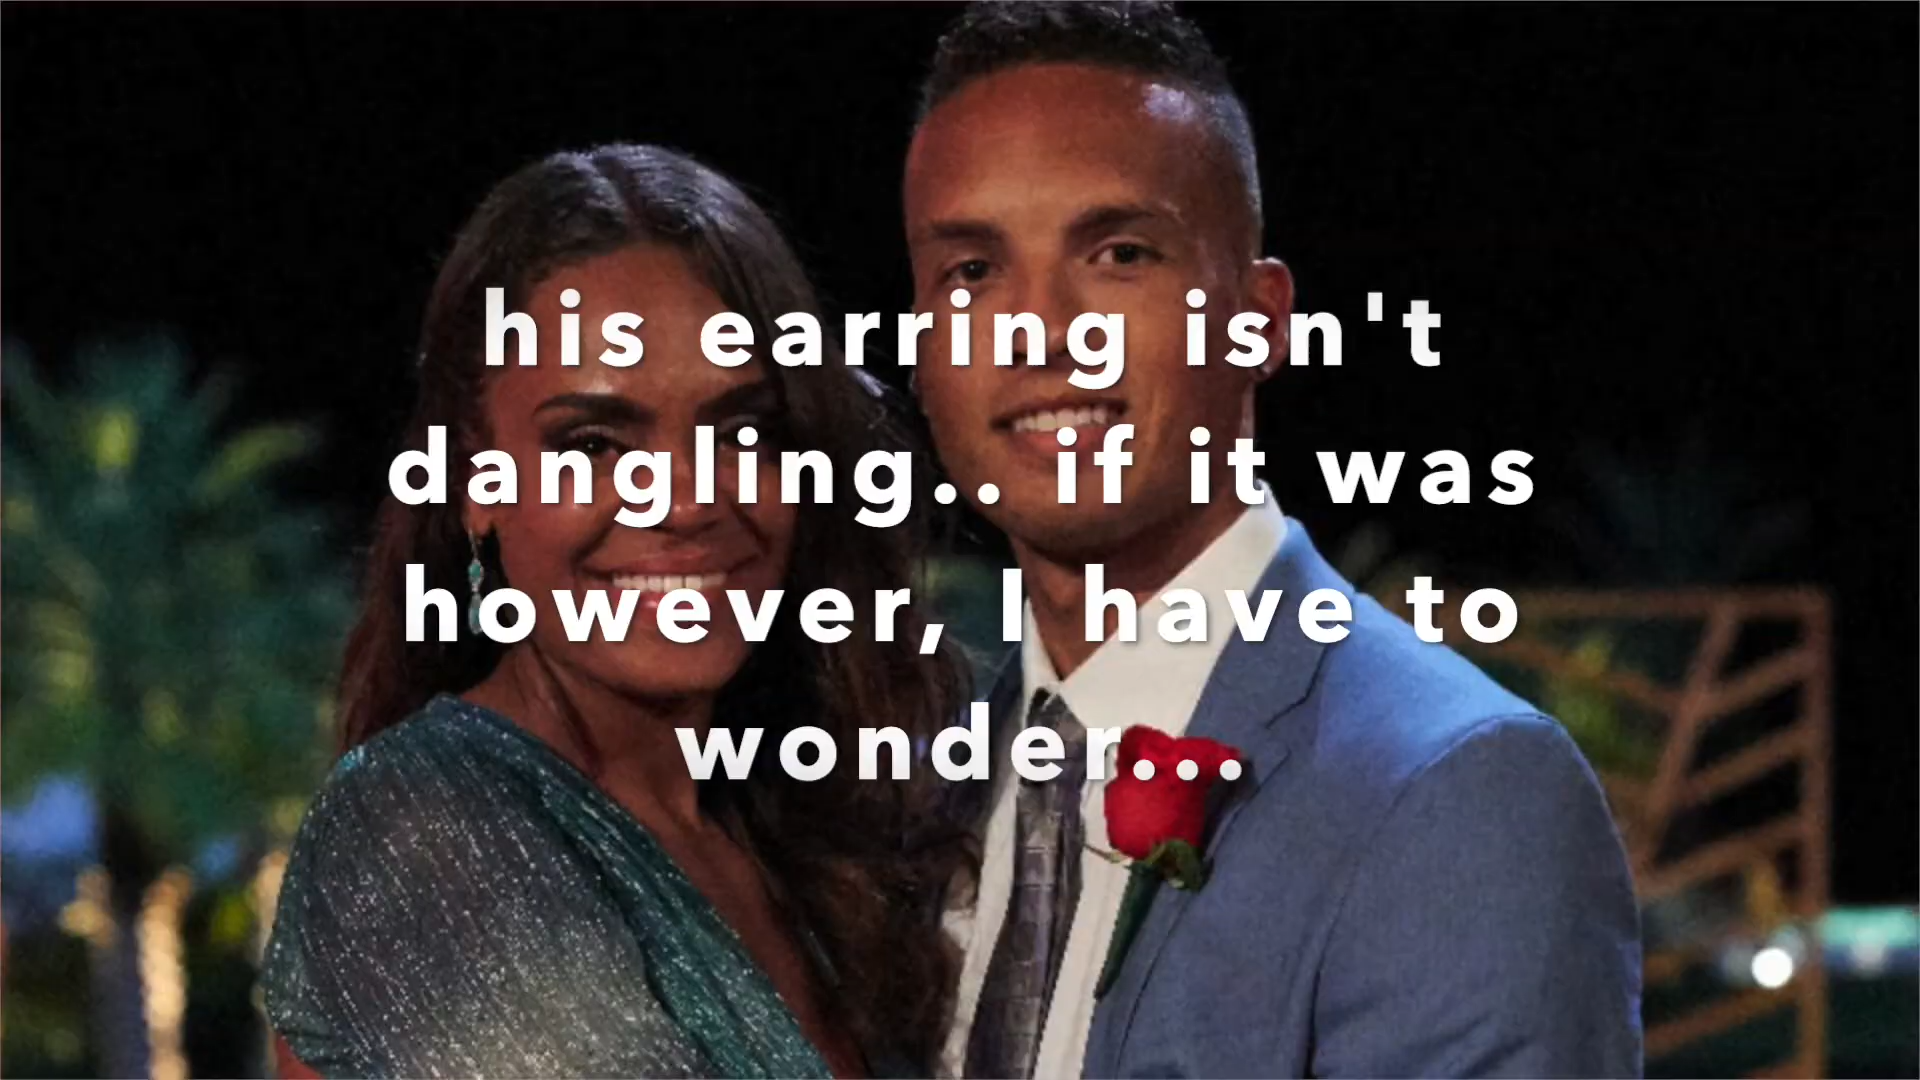 his earring isn't
dangling.. if it was
however, I have to
wonder...